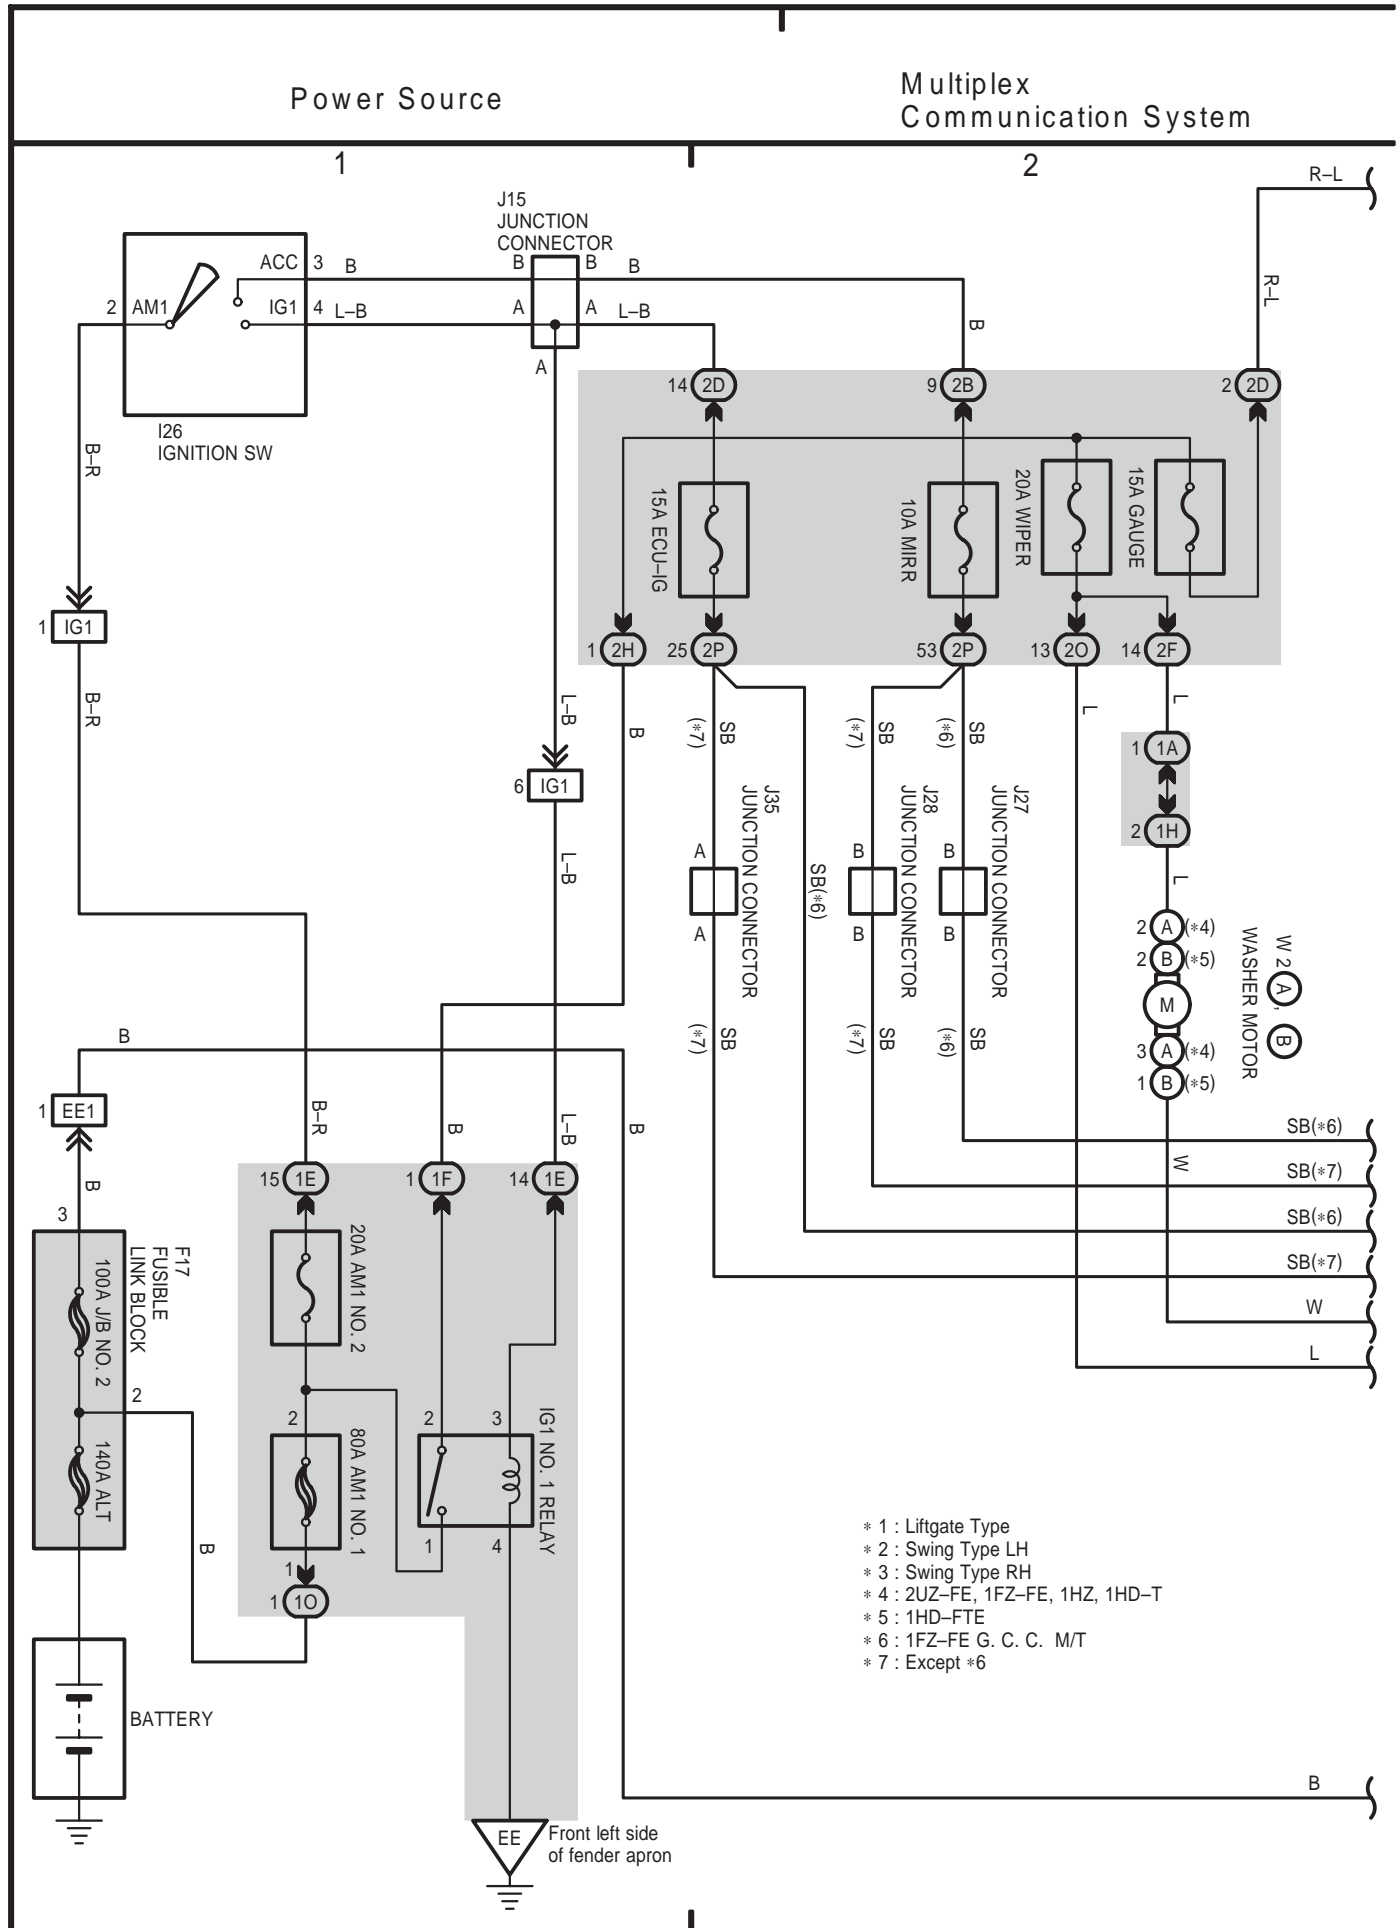 Power Source
Multiplex
Communication System
1
2
R–L
J15
JUNCTION
CONNECTOR
ACC 3 B B B B
2 AM1 IG1 4 L–B A A L–B
A
R–L
B
I26
IGNITION SW
14 2D
9 2B
2 2D
B–R
15A ECU–IG
10A MIRR
20A WIPER
15A GAUGE
1 IG1
1 2H
25 2P
53 2P
13 2O
14 2F
B–R
L–B
B
SB
(*7)
SB
(*7)
SB
(*6)
L
L
1 1A
6 IG1
2 1H
J35
JUNCTION CONNECTOR
J28
JUNCTION CONNECTOR
J27
JUNCTION CONNECTOR
A
A
B
B
B
B
L–B
SB(*6)
L
2 A (*4)
2 B (*5)
M
3 A (*4)
1 B (*5)
W 2 A, B
WASHER MOTOR
SB
(*7)
SB
(*7)
SB
(*6)
B
1 EE1
B–R
B
L–B
B
W
SB(*6)
SB(*7)
SB(*6)
SB(*7)
W
L
B
3
15 1E
1 1F
14 1E
F17
FUSIBLE
LINK BLOCK
100A J/B NO. 2
140A ALT
2
B
20A AM1 NO. 2
80A AM1 NO. 1
2
1
1 1O
IG1 NO. 1 RELAY
2 3
1 4
* 1 : Liftgate Type
* 2 : Swing Type LH
* 3 : Swing Type RH
* 4 : 2UZ–FE, 1FZ–FE, 1HZ, 1HD–T
* 5 : 1HD–FTE
* 6 : 1FZ–FE G. C. C. M/T
* 7 : Except *6
BATTERY
B
EE
Front left side
of fender apron